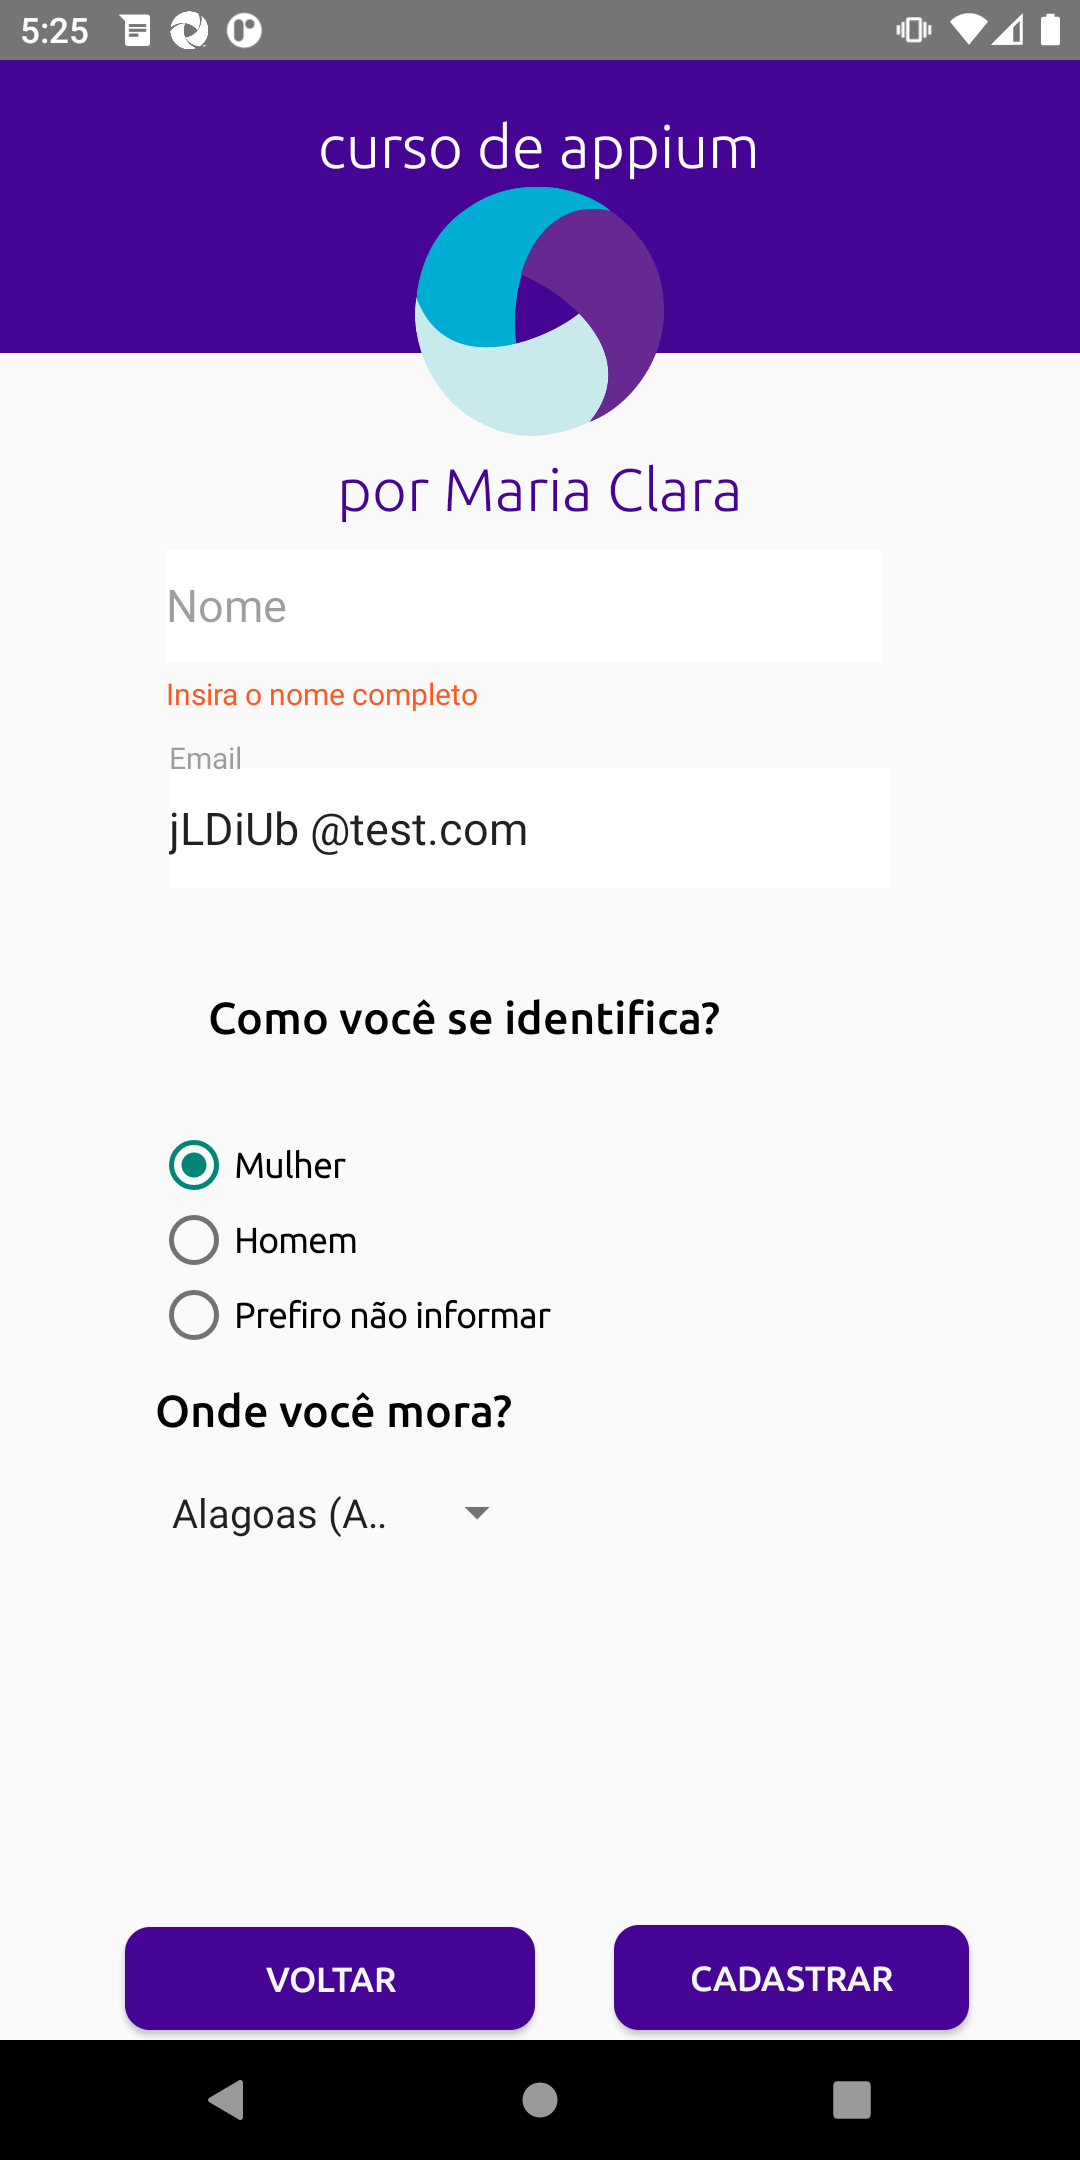 5:25
curso de appium
por Maria Clara
Nome
Insira o nome completo
Email
jLDiUb @test.com
Como você se identifica?
Mulher
Homem
Prefiro não informar
Onde você mora?
Alagoas (A..
VOLTAR
CADASTRAR